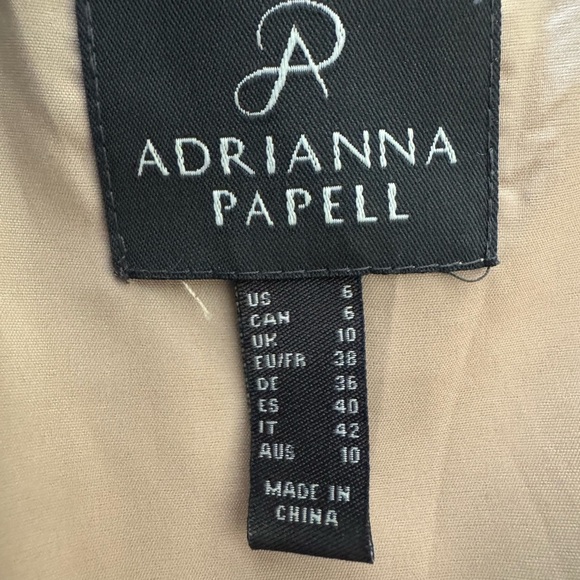 AP
ADRIANNA
PAPELL
US 6
CAN 6
UK 10
EU/FR 38
DE 36
ES 40
IT 42
AUS 10
MADE IN
CHINA